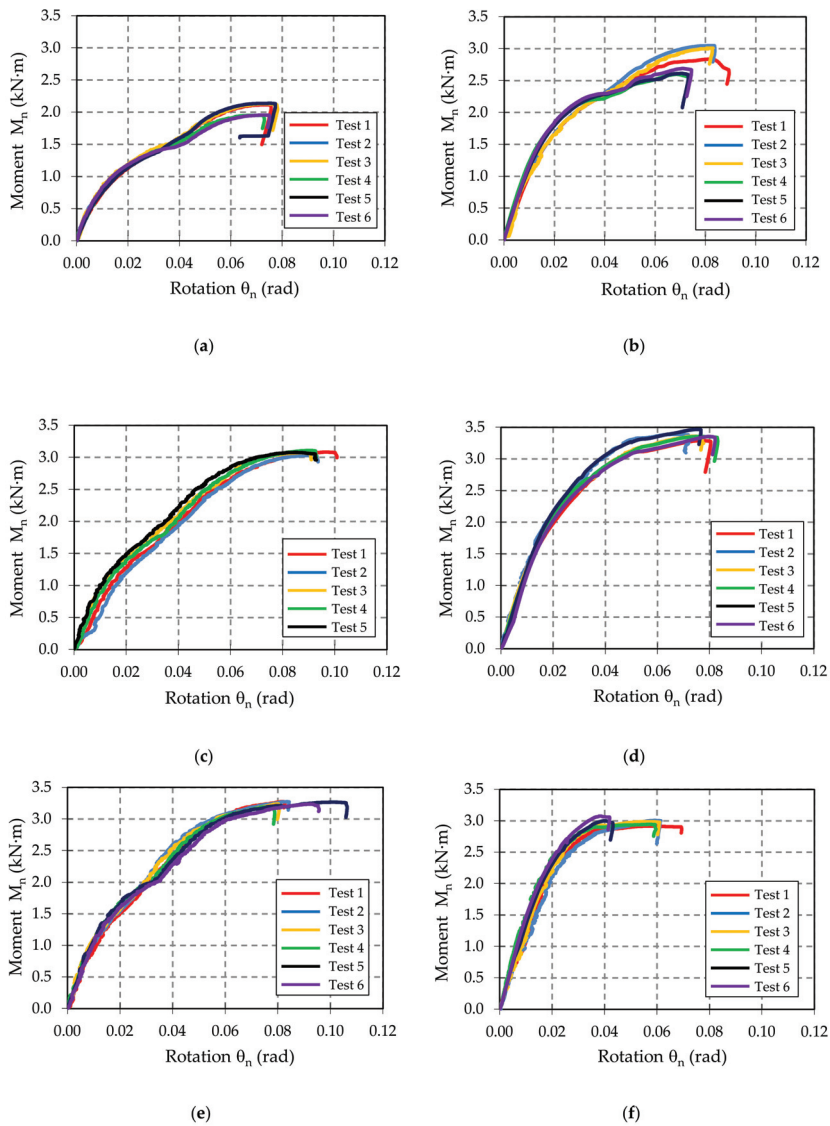 Moment Mn (kN·m)
3.5
3.0
2.5
2.0
1.5
1.0
0.5
0.0
Test 1
Test 2
Test 3
Test 4
Test 5
Test 6
0.00 0.02 0.04 0.06 0.08 0.10 0.12
Rotation θn (rad)
(a)
Moment Mn (kN·m)
3.5
3.0
2.5
2.0
1.5
1.0
0.5
0.0
Test 1
Test 2
Test 3
Test 4
Test 5
Test 6
0.00 0.02 0.04 0.06 0.08 0.10 0.12
Rotation θn (rad)
(b)
Moment Mn (kN·m)
3.5
3.0
2.5
2.0
1.5
1.0
0.5
0.0
Test 1
Test 2
Test 3
Test 4
Test 5
0.00 0.02 0.04 0.06 0.08 0.10 0.12
Rotation θn (rad)
(c)
Moment Mn (kN·m)
3.5
3.0
2.5
2.0
1.5
1.0
0.5
0.0
Test 1
Test 2
Test 3
Test 4
Test 5
Test 6
0.00 0.02 0.04 0.06 0.08 0.10 0.12
Rotation θn (rad)
(d)
Moment Mn (kN·m)
3.5
3.0
2.5
2.0
1.5
1.0
0.5
0.0
Test 1
Test 2
Test 3
Test 4
Test 5
Test 6
0.00 0.02 0.04 0.06 0.08 0.10 0.12
Rotation θn (rad)
(e)
Moment Mn (kN·m)
3.5
3.0
2.5
2.0
1.5
1.0
0.5
0.0
Test 1
Test 2
Test 3
Test 4
Test 5
Test 6
0.00 0.02 0.04 0.06 0.08 0.10 0.12
Rotation θn (rad)
(f)